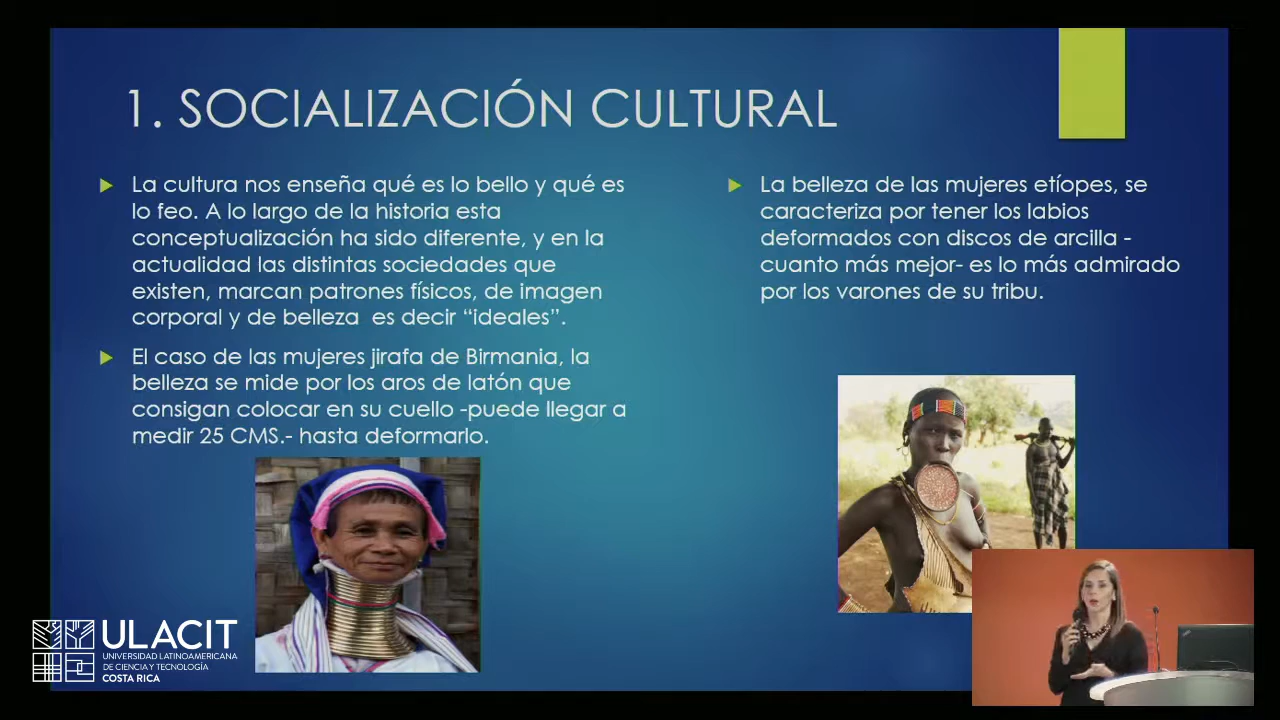 1. SOCIALIZACIÓN CULTURAL
La cultura nos enseña qué es lo bello y qué es
lo feo. A lo largo de la historia esta
conceptualización ha sido diferente, y en la
actualidad las distintas sociedades que
existen, marcan patrones físicos, de imagen
corporal y de belleza es decir “ideales”.
El caso de las mujeres jirafa de Birmania, la
belleza se mide por los aros de latón que
consigan colocar en su cuello -puede llegar a
medir 25 CMS.- hasta deformarlo.
La belleza de las mujeres etíopes, se
caracteriza por tener los labios
deformados con discos de arcilla -
cuanto más mejor- es lo más admirado
por los varones de su tribu.
ULACIT
UNIVERSIDAD LATINOAMERICANA
DE CIENCIA Y TECNOLOGÍA
COSTA RICA